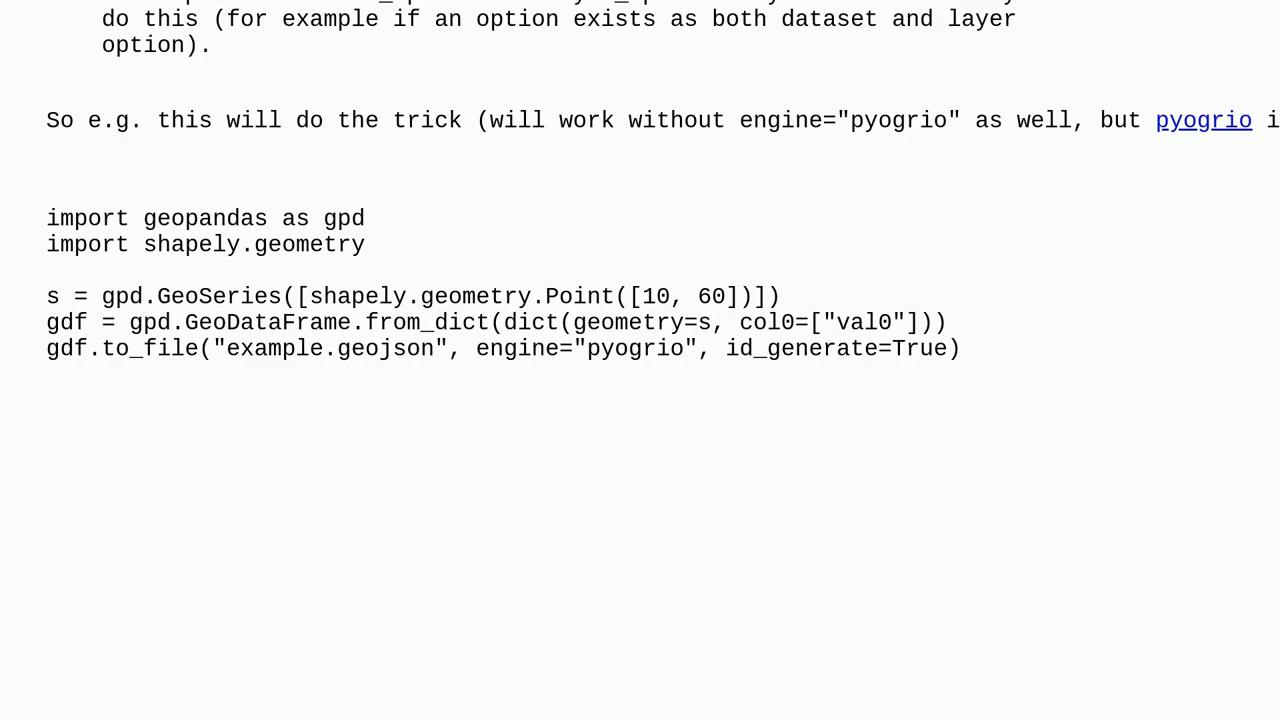 do this (for example if an option exists as both dataset and layer
option).
So e.g. this will do the trick (will work without engine="pyogrio" as well, but pyogrio i
import geopandas as gpd
import shapely.geometry
s = gpd.GeoSeries([shapely.geometry.Point([10, 60])])
gdf = gpd.GeoDataFrame.from_dict(dict(geometry=s, col0=["val0"]))
gdf.to_file("example.geojson", engine="pyogrio", id_generate=True)